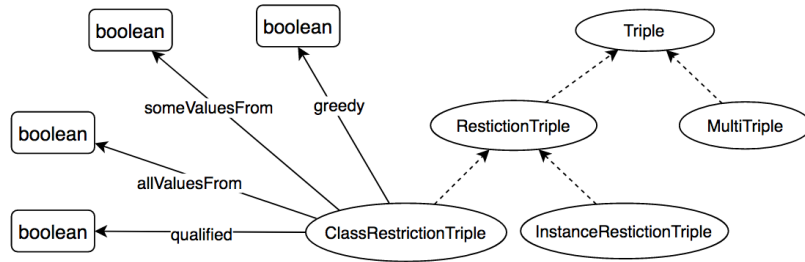 boolean
boolean
Triple
someValuesFrom
greedy
boolean
RestictionTriple
MultiTriple
allValuesFrom
boolean
qualified
ClassRestrictionTriple
InstanceRestictionTriple